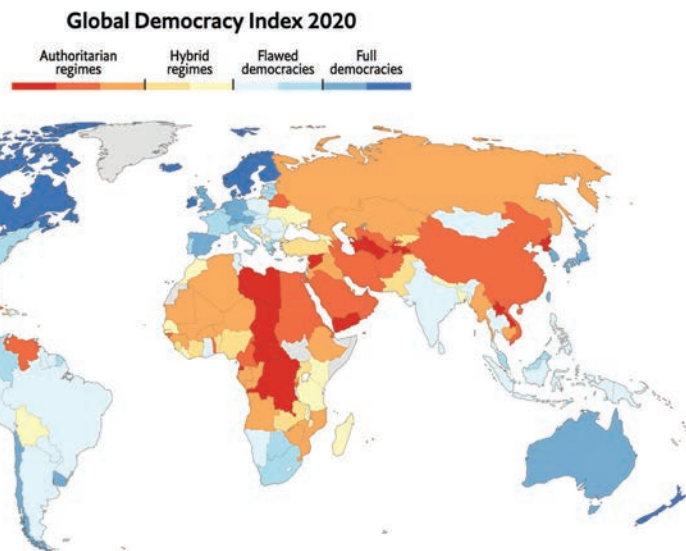 Global Democracy Index 2020
Authoritarian regimes
Hybrid regimes
Flawed democracies
Full democracies